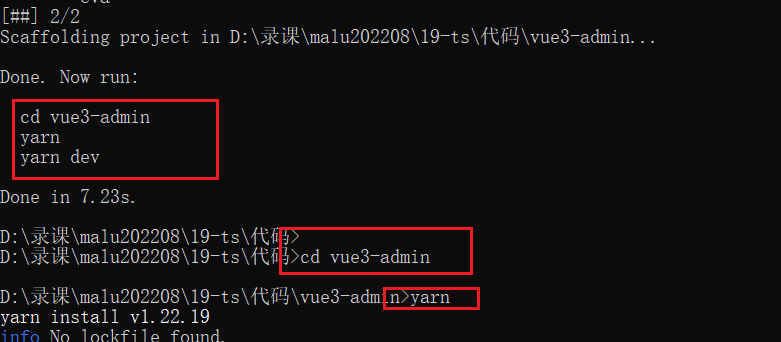 [##] 2/2
Scaffolding project in D:\录课\malu202208\19-ts\代码\vue3-admin...
Done. Now run:
cd vue3-admin
yarn
yarn dev
Done in 7.23s.
D:\录课\malu202208\19-ts\代码>
D:\录课\malu202208\19-ts\代码>cd vue3-admin
D:\录课\malu202208\19-ts\代码\vue3-admin>yarn
yarn install v1.22.19
info No lockfile found.